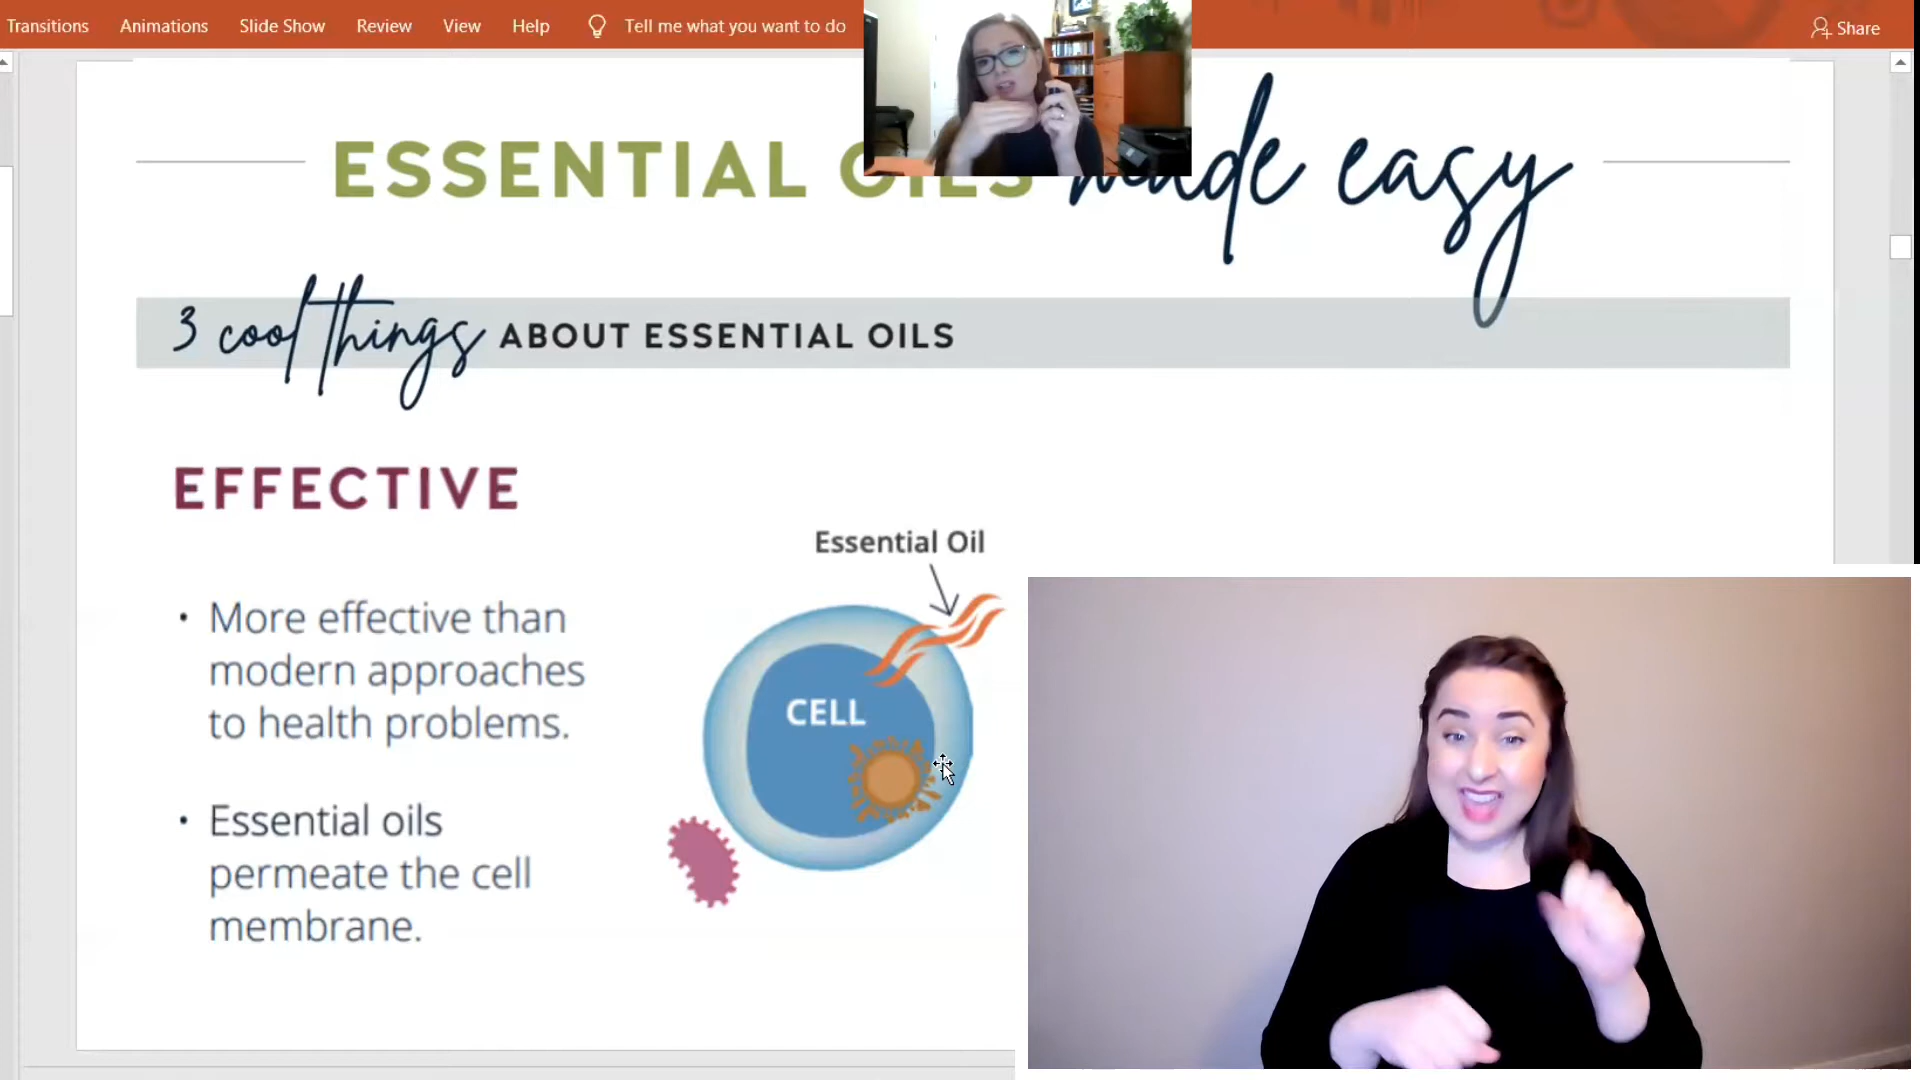 Transitions Animations Slide Show Review View Help Tell me what you want to do Share
ESSENTIAL OILS made easy
3 cool things ABOUT ESSENTIAL OILS
EFFECTIVE
Essential Oil
• More effective than
modern approaches
to health problems.
CELL
• Essential oils
permeate the cell
membrane.